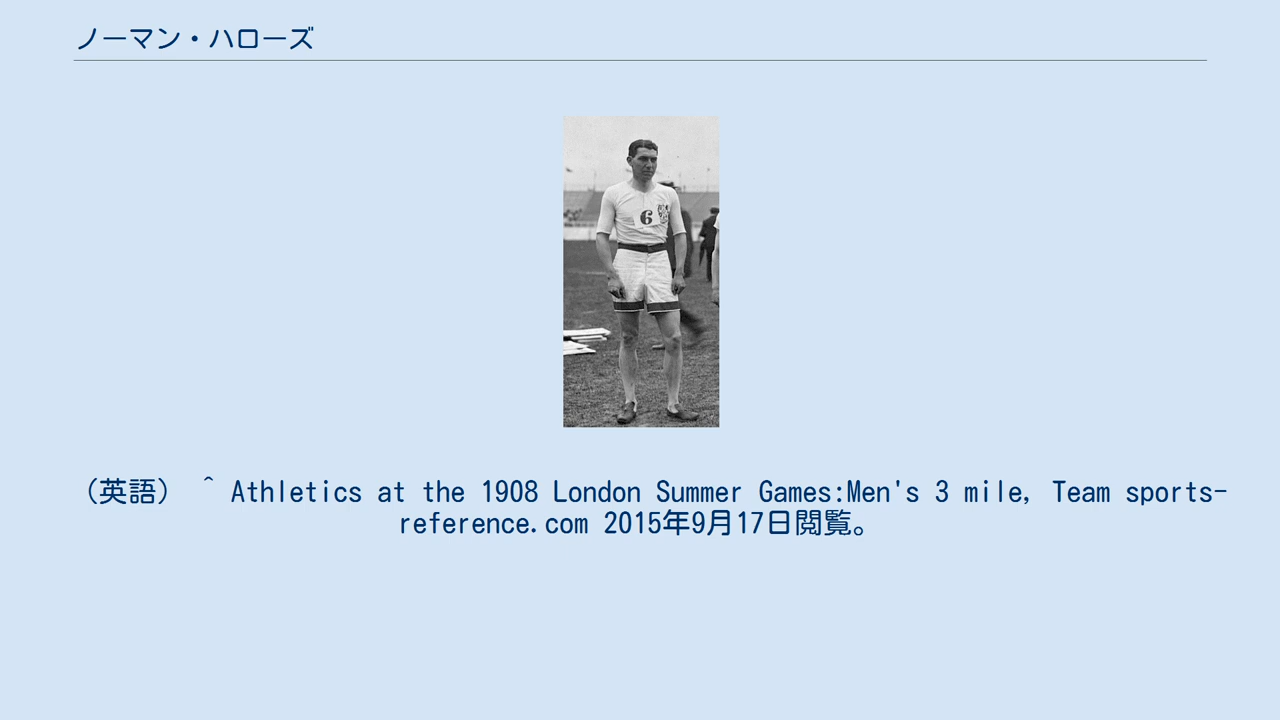 ノーマン・ハローズ
6
（英語） ^ Athletics at the 1908 London Summer Games:Men's 3 mile, Team sports-
reference.com 2015年9月17日閲覧。